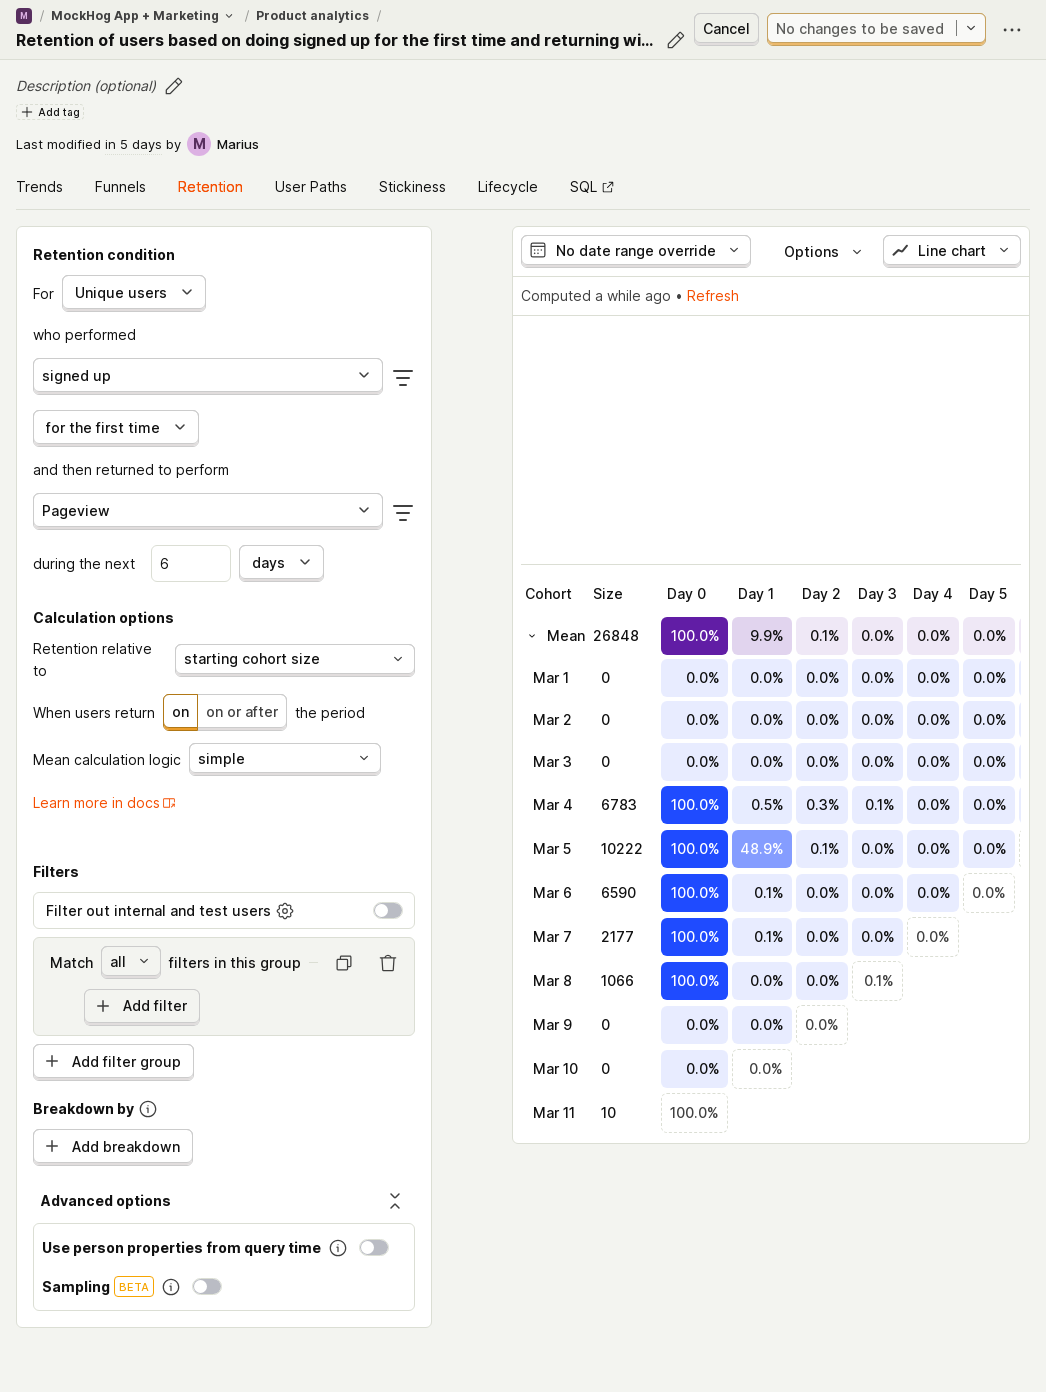 M / MockHog App + Marketing / Product analytics /
Retention of users based on doing signed up for the first time and returning wi...
Cancel
No changes to be saved
Description (optional)
Add tag
Last modified in 5 days by M Marius
Trends Funnels Retention User Paths Stickiness Lifecycle SQL
Retention condition
For Unique users
who performed
signed up
for the first time
and then returned to perform
Pageview
during the next 6 days
Calculation options
Retention relative
to
starting cohort size
When users return on on or after the period
Mean calculation logic simple
Learn more in docs
Filters
Filter out internal and test users
Match all filters in this group
Add filter
Add filter group
Breakdown by
Add breakdown
Advanced options
Use person properties from query time
Sampling BETA
No date range override Options Line chart
Computed a while ago • Refresh
Cohort Size Day 0 Day 1 Day 2 Day 3 Day 4 Day 5
Mean 26848 100.0% 9.9% 0.1% 0.0% 0.0% 0.0%
Mar 1 0 0.0% 0.0% 0.0% 0.0% 0.0% 0.0%
Mar 2 0 0.0% 0.0% 0.0% 0.0% 0.0% 0.0%
Mar 3 0 0.0% 0.0% 0.0% 0.0% 0.0% 0.0%
Mar 4 6783 100.0% 0.5% 0.3% 0.1% 0.0% 0.0%
Mar 5 10222 100.0% 48.9% 0.1% 0.0% 0.0% 0.0%
Mar 6 6590 100.0% 0.1% 0.0% 0.0% 0.0% 0.0%
Mar 7 2177 100.0% 0.1% 0.0% 0.0% 0.0%
Mar 8 1066 100.0% 0.0% 0.0% 0.1%
Mar 9 0 0.0% 0.0% 0.0%
Mar 10 0 0.0% 0.0%
Mar 11 10 100.0%